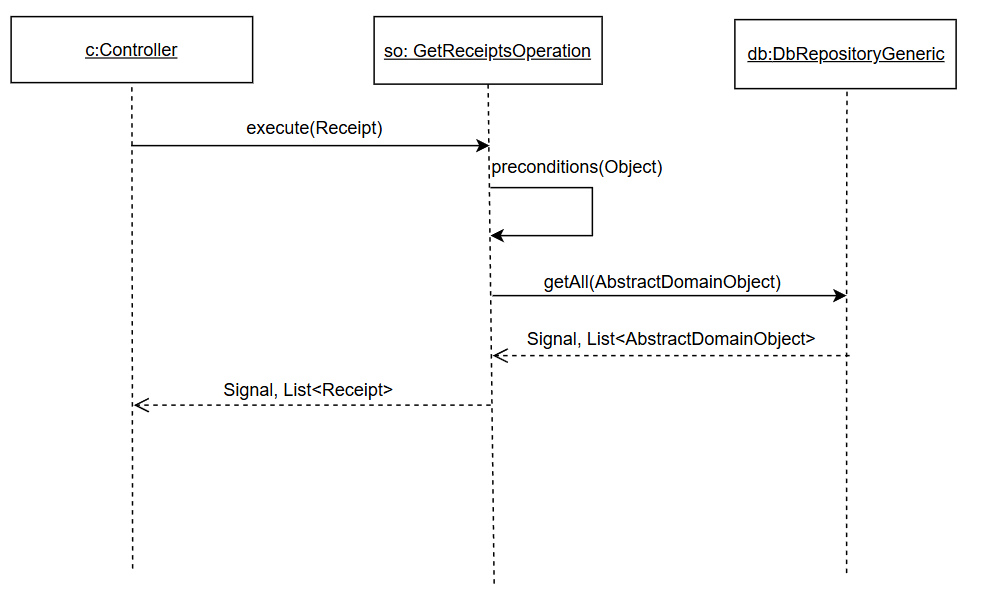 c:Controller
so: GetReceiptsOperation
db:DbRepositoryGeneric
execute(Receipt)
preconditions(Object)
getAll(AbstractDomainObject)
Signal, List<AbstractDomainObject>
Signal, List<Receipt>